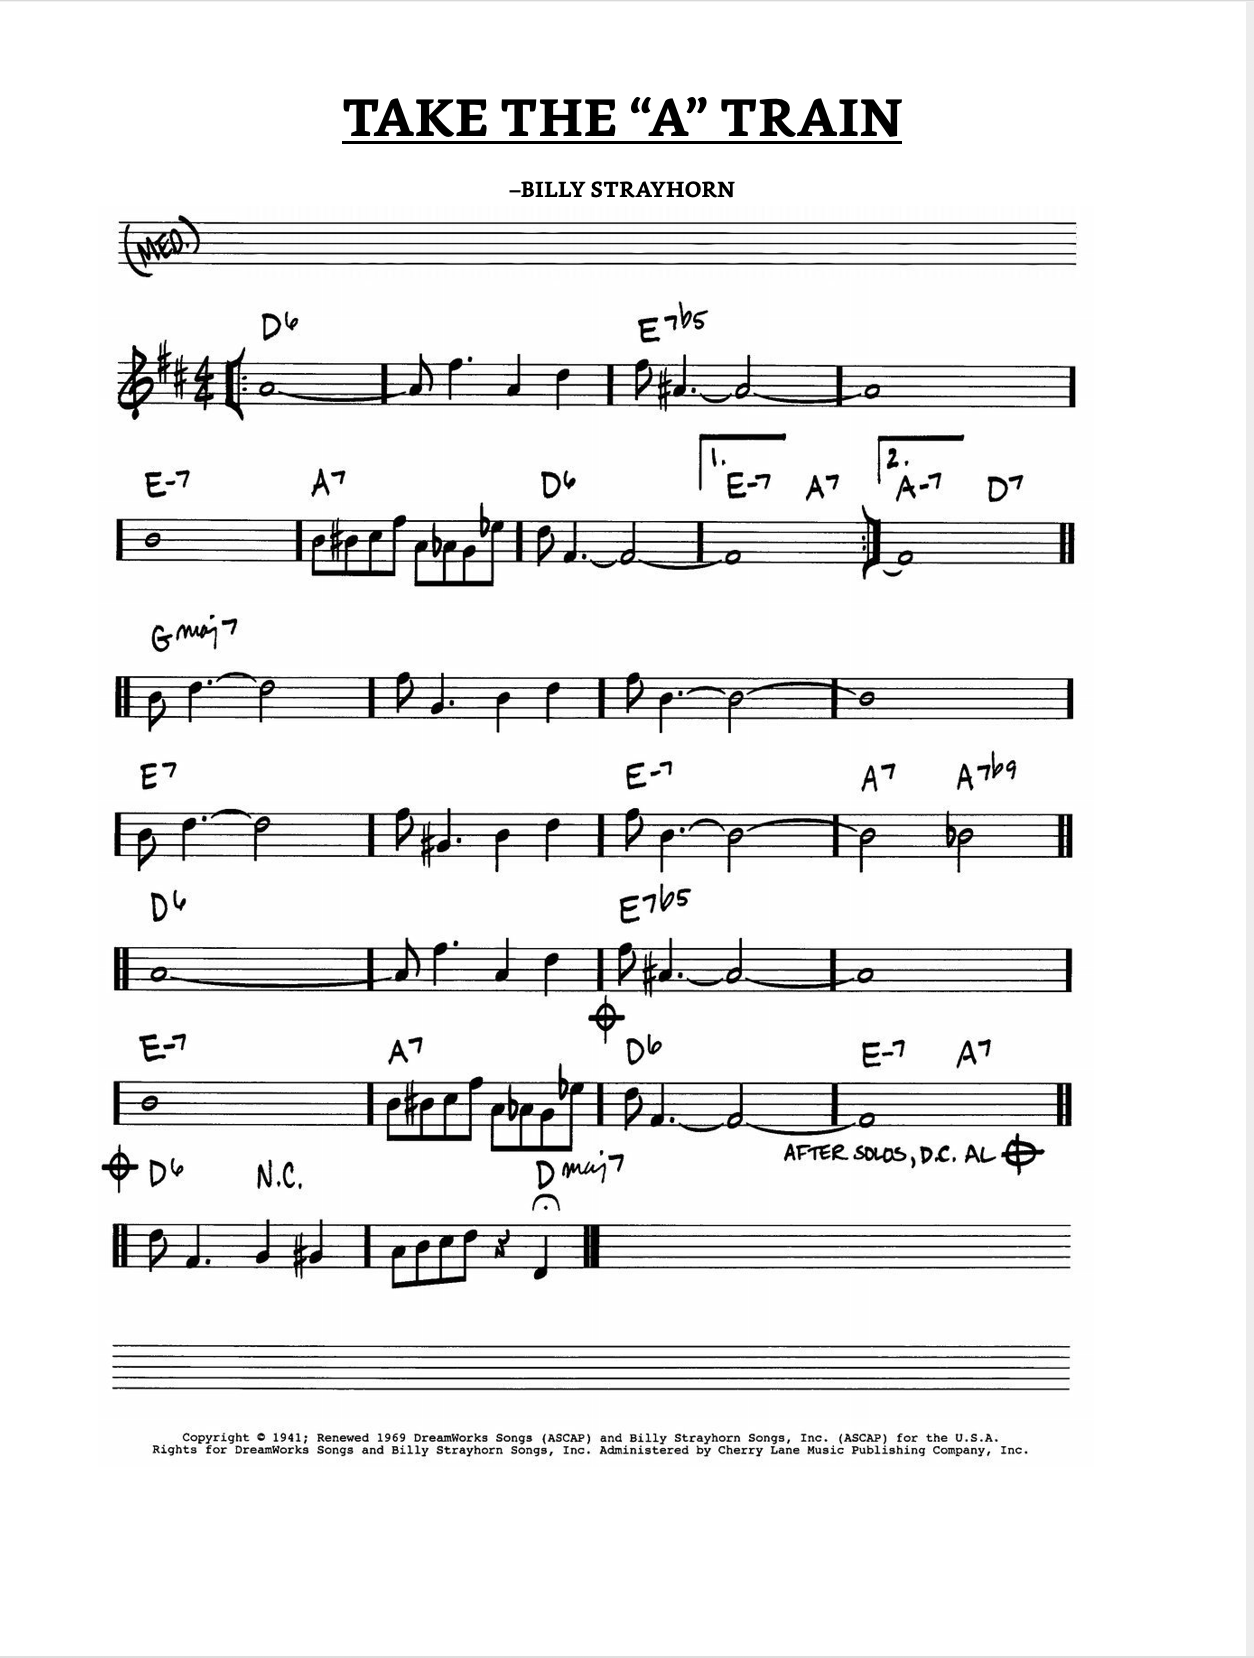 TAKE THE “A” TRAIN
–BILLY STRAYHORN
(MED.)
D6 E7b5
4
4
1. 2.
E-7 A7 D6 E-7 A7 A-7 D7
Gmaj7
E7 E-7 A7 A7b9
D6 E7b5
E-7 A7 D6 E-7 A7
AFTER SOLOS, D.C. AL
D6 N.C. Dmaj7
Copyright © 1941; Renewed 1969 DreamWorks Songs (ASCAP) and Billy Strayhorn Songs, Inc. (ASCAP) for the U.S.A.
Rights for DreamWorks Songs and Billy Strayhorn Songs, Inc. Administered by Cherry Lane Music Publishing Company, Inc.